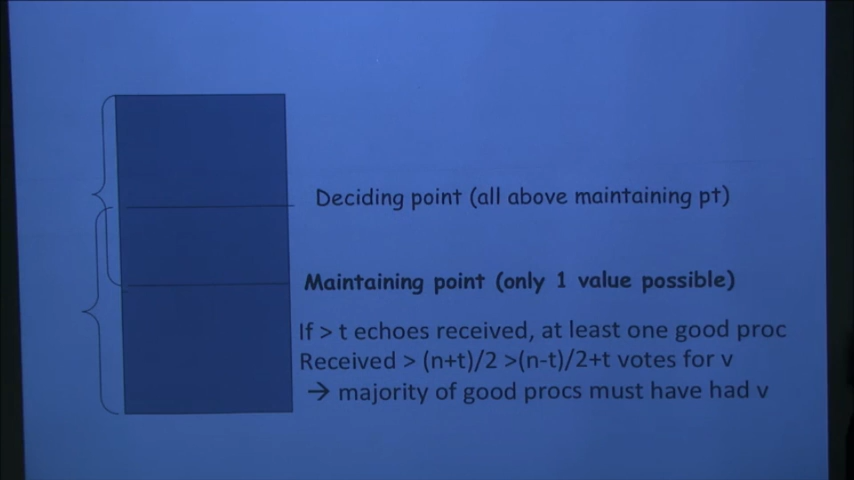 Deciding point (all above maintaining pt)
Maintaining point (only 1 value possible)
If > t echoes received, at least one good proc
Received > (n+t)/2 >(n-t)/2+t votes for v
→ majority of good procs must have had v